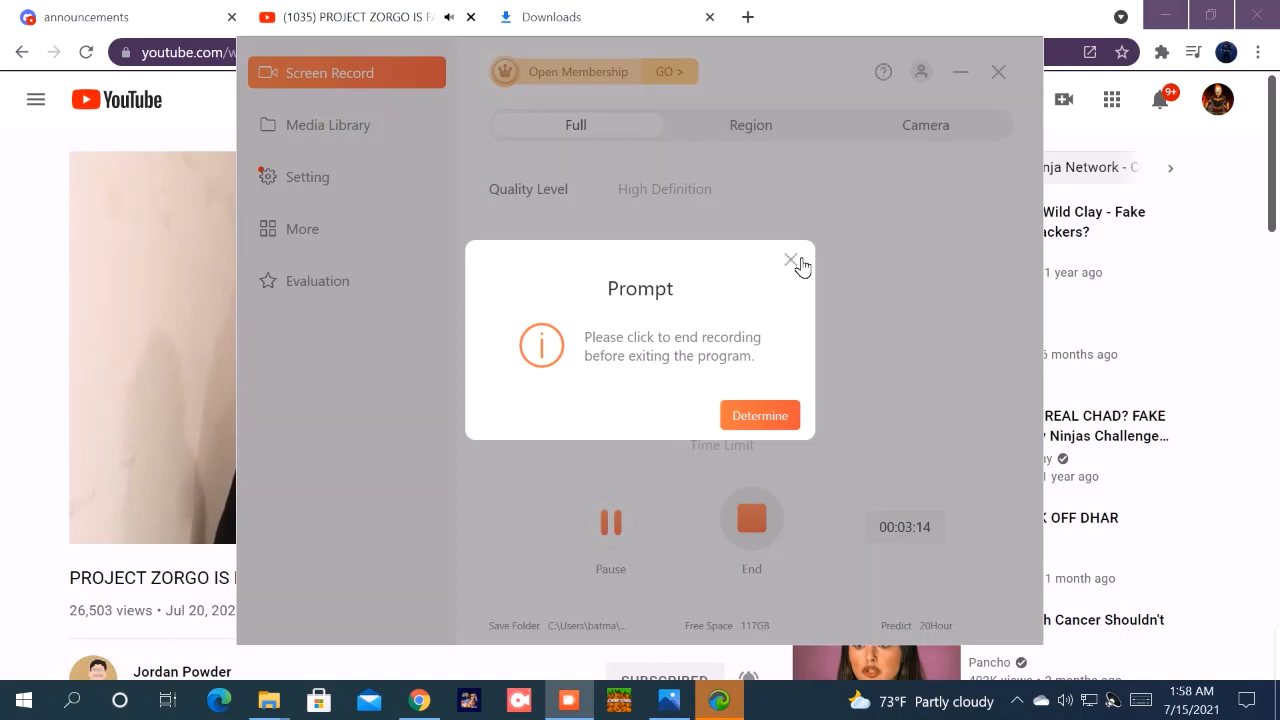 announcements
(1035) PROJECT ZORGO IS FA
Downloads
youtube.com/w
YouTube
9+
Screen Record
Media Library
Setting
More
Evaluation
Open Membership
GO >
Full
Region
Camera
Quality Level
High Definition
Prompt
Please click to end recording
before exiting the program.
Determine
Time Limit
00:03:14
Pause
End
Save Folder C:\Users\batma\...
Free Space 117GB
Predict 20Hour
PROJECT ZORGO IS
26,503 views • Jul 20, 202
Jordan Powder
SUBSCRIBED
nja Network - C
Wild Clay - Fake
ackers?
1 year ago
6 months ago
REAL CHAD? FAKE
y Ninjas Challenge...
ay
1 year ago
K OFF DHAR
1 month ago
h Cancer Shouldn't
Pancho
73°F Partly cloudy
1:58 AM
7/15/2021